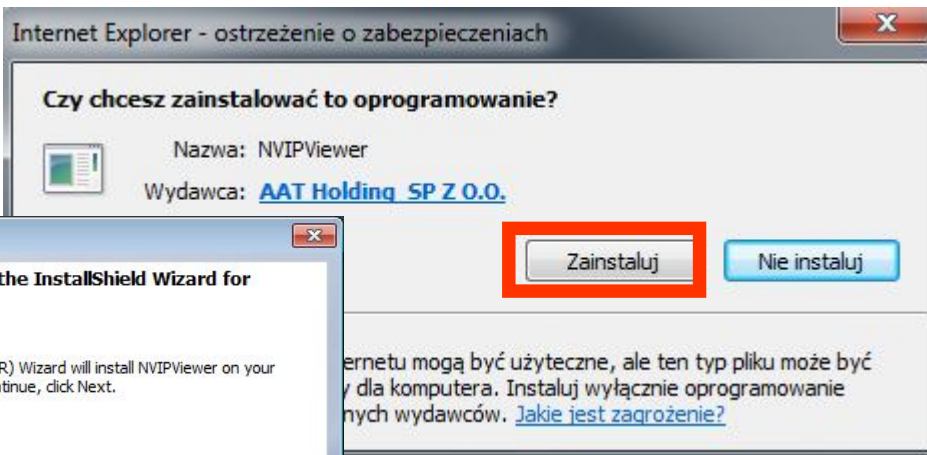 Internet Explorer - ostrzeżenie o zabezpieczeniach
Czy chcesz zainstalować to oprogramowanie?
Nazwa: NVIPViewer
Wydawca: AAT Holding SP Z O.O.
Zainstaluj Nie instaluj
the InstallShield Wizard for
R) Wizard will install NVIPViewer on your
click Next.
ernetu mogą być użyteczne, ale ten typ pliku może być
dla komputera. Instaluj wyłącznie oprogramowanie
nych wydawców. Jakie jest zagrożenie?